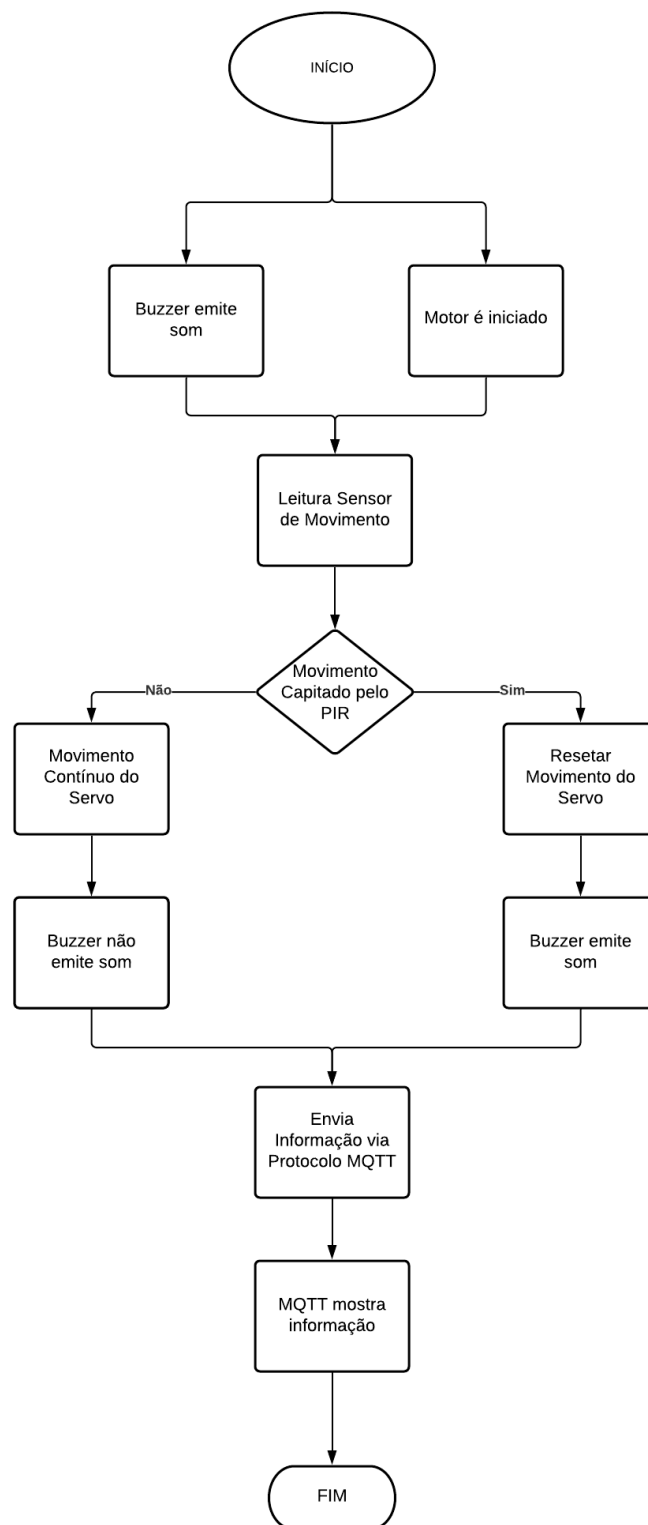 INÍCIO
Buzzer emite
som
Motor é iniciado
Leitura Sensor
de Movimento
Movimento
Capitado pelo
PIR
Não
Sim
Movimento
Contínuo do
Servo
Resetar
Movimento do
Servo
Buzzer não
emite som
Buzzer emite
som
Envia
Informação via
Protocolo MQTT
MQTT mostra
informação
FIM